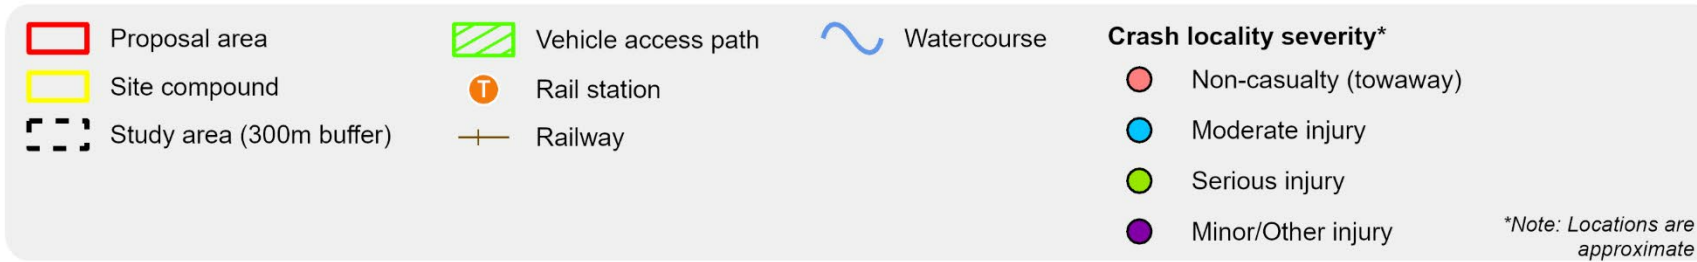 Proposal area
Site compound
Study area (300m buffer)
Vehicle access path
T
Rail station
Railway
Watercourse
Crash locality severity*
Non-casualty (towaway)
Moderate injury
Serious injury
Minor/Other injury
*Note: Locations are
approximate